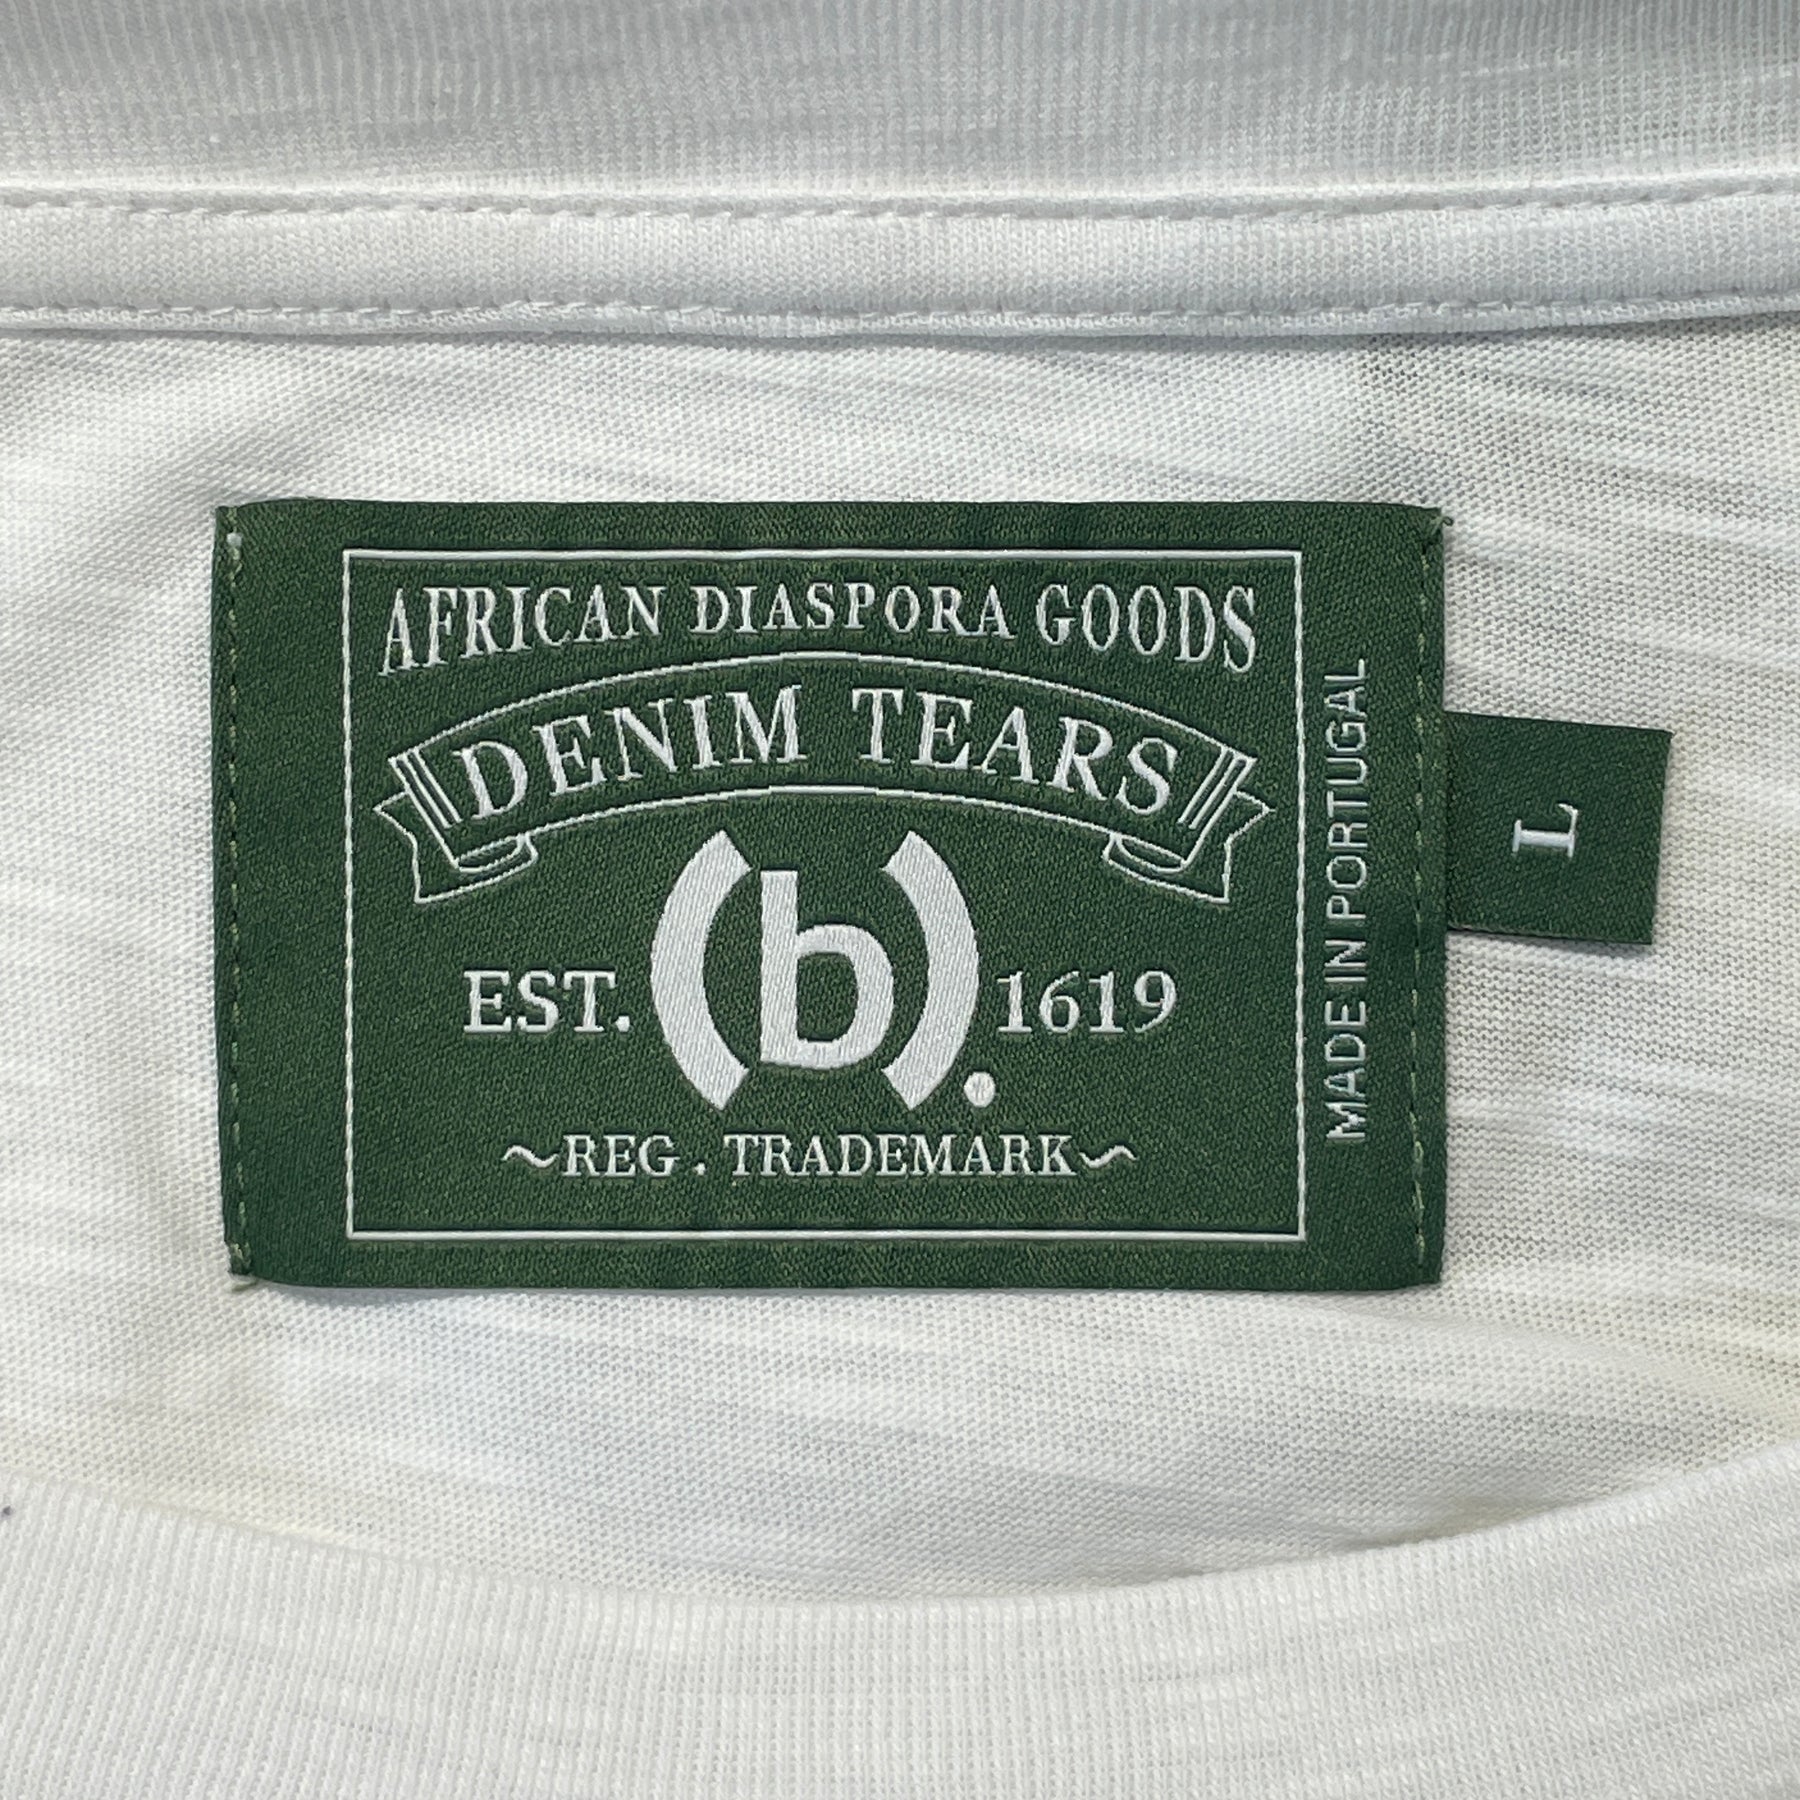 AFRICAN DIASPORA GOODS
DENIM TEARS
EST. (b). 1619
~REG. TRADEMARK~
MADE IN PORTUGAL
L